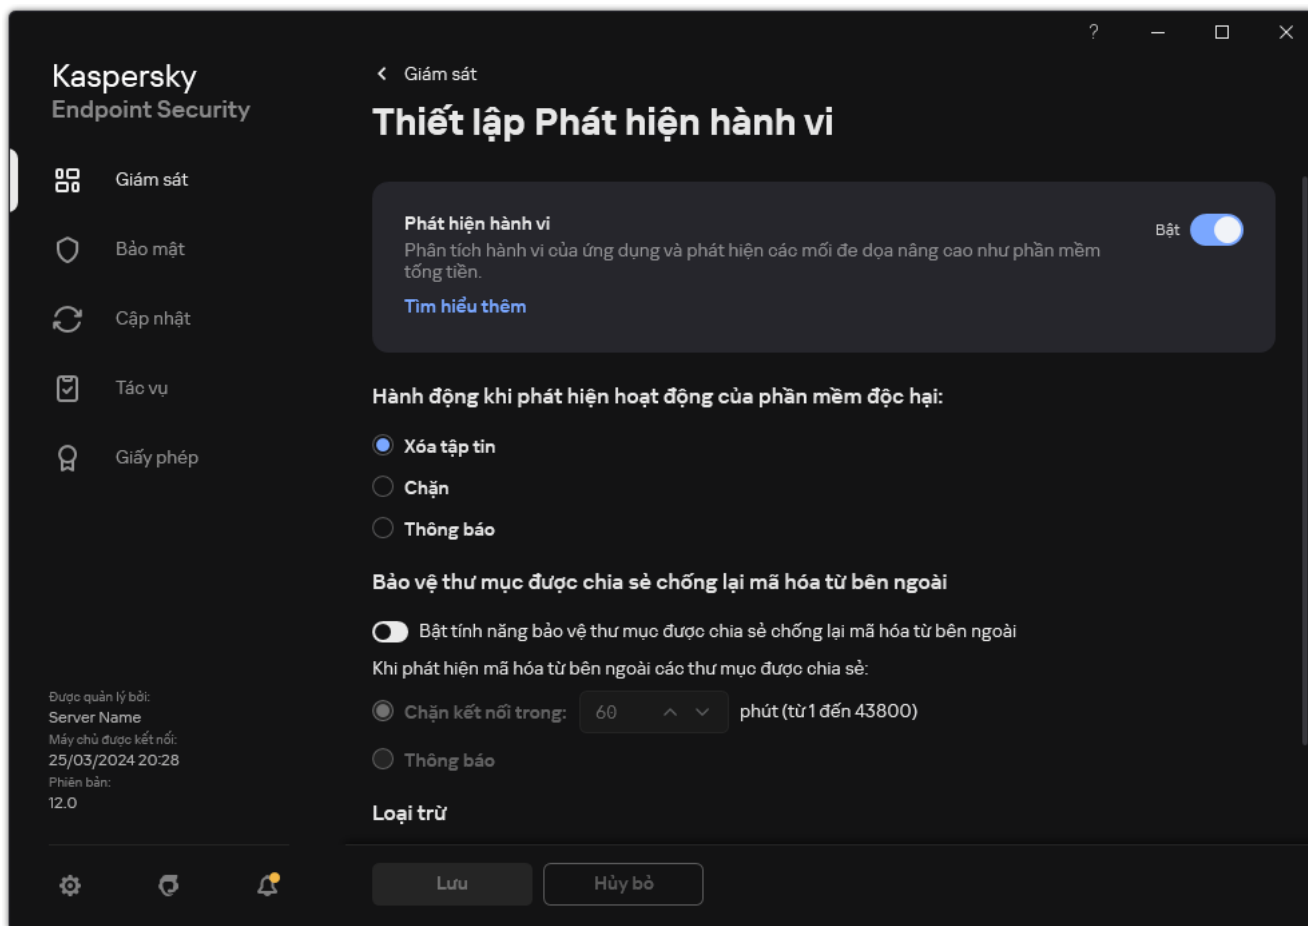 ?
Kaspersky
Endpoint Security
Giám sát
Bảo mật
Cập nhật
Tác vụ
Giấy phép
Được quản lý bởi:
Server Name
Máy chủ được kết nối:
25/03/2024 20:28
Phiên bản:
12.0
Giám sát
Thiết lập Phát hiện hành vi
Phát hiện hành vi
Bật
Phân tích hành vi của ứng dụng và phát hiện các mối đe dọa nâng cao như phần mềm
tống tiền.
Tìm hiểu thêm
Hành động khi phát hiện hoạt động của phần mềm độc hại:
Xóa tập tin
Chặn
Thông báo
Bảo vệ thư mục được chia sẻ chống lại mã hóa từ bên ngoài
Bật tính năng bảo vệ thư mục được chia sẻ chống lại mã hóa từ bên ngoài
Khi phát hiện mã hóa từ bên ngoài các thư mục được chia sẻ:
Chặn kết nối trong: 60 phút (từ 1 đến 43800)
Thông báo
Loại trừ
Lưu
Hủy bỏ